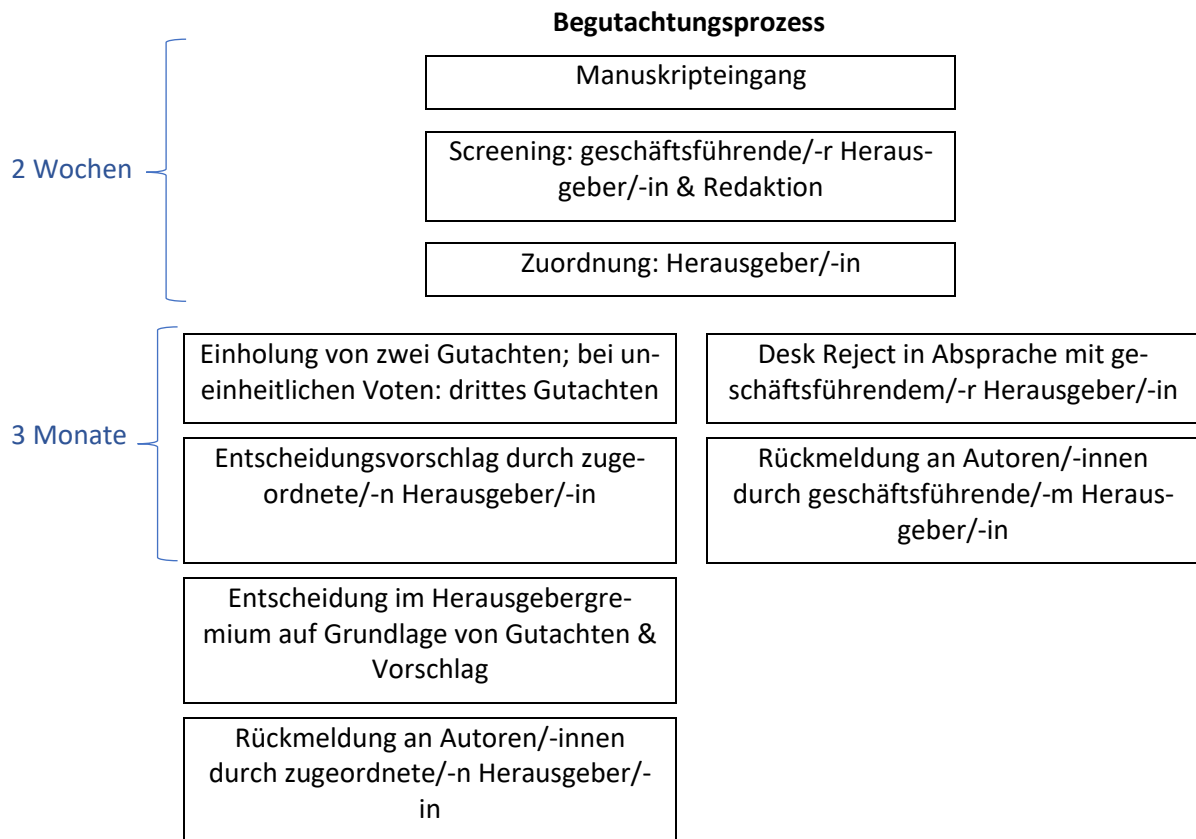 Begutachtungsprozess
Manuskripteingang
2 Wochen
Screening: geschäftsführende/-r Heraus-
geber/-in & Redaktion
Zuordnung: Herausgeber/-in
3 Monate
Einholung von zwei Gutachten; bei un-
einheitlichen Voten: drittes Gutachten
Desk Reject in Absprache mit ge-
schäftsführendem/-r Herausgeber/-in
Entscheidungsvorschlag durch zuge-
ordnete/-n Herausgeber/-in
Rückmeldung an Autoren/-innen
durch geschäftsführende/-m Heraus-
geber/-in
Entscheidung im Herausgebergre-
mium auf Grundlage von Gutachten &
Vorschlag
Rückmeldung an Autoren/-innen
durch zugeordnete/-n Herausgeber/-
in